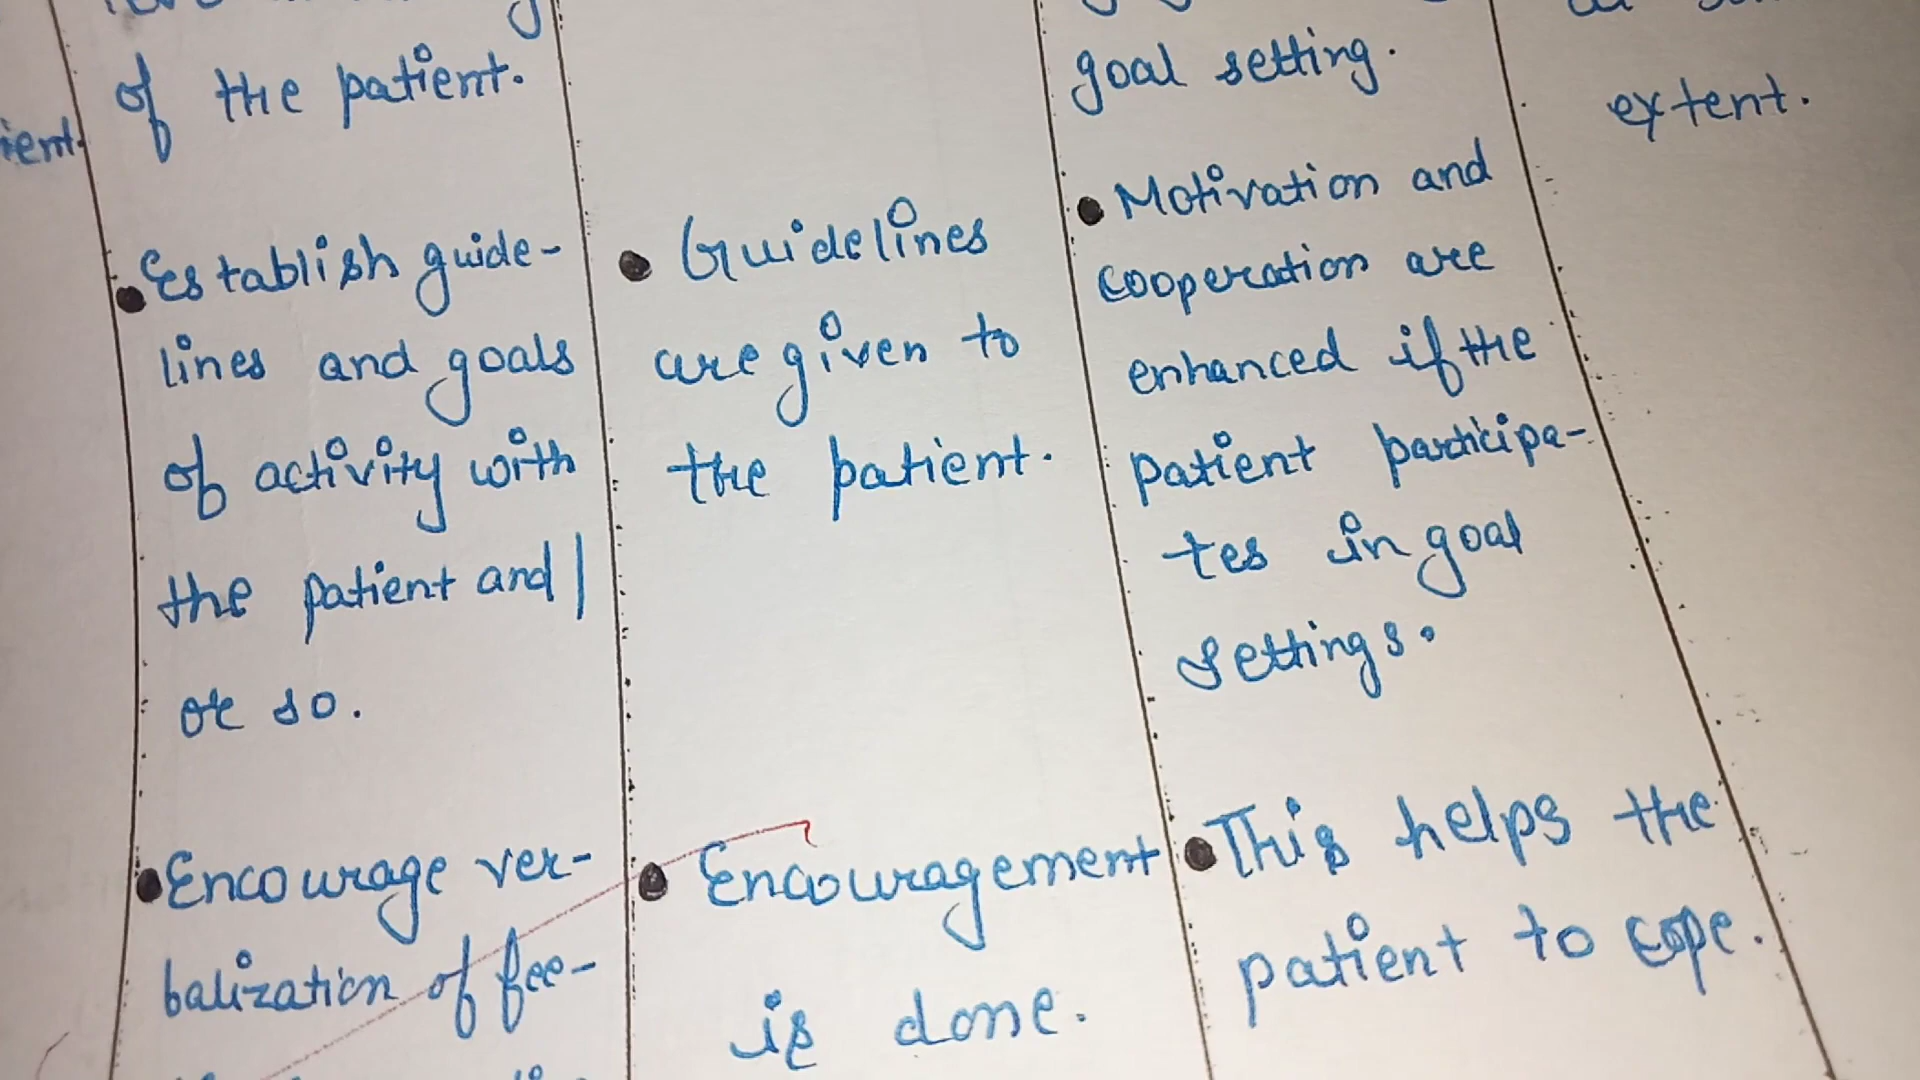 of the patient.
goal setting.
extent.
ient.
• Establish guide-
lines and goals
of activity with
the patient and/
or so.
• Guidelines
are given to
the patient.
• Motivation and
cooperation are
enhanced if the
patient participa-
tes in goal
settings.
• Encourage ver-
balization of fee-
• Encouragement
is done.
• This helps the
patient to cope.